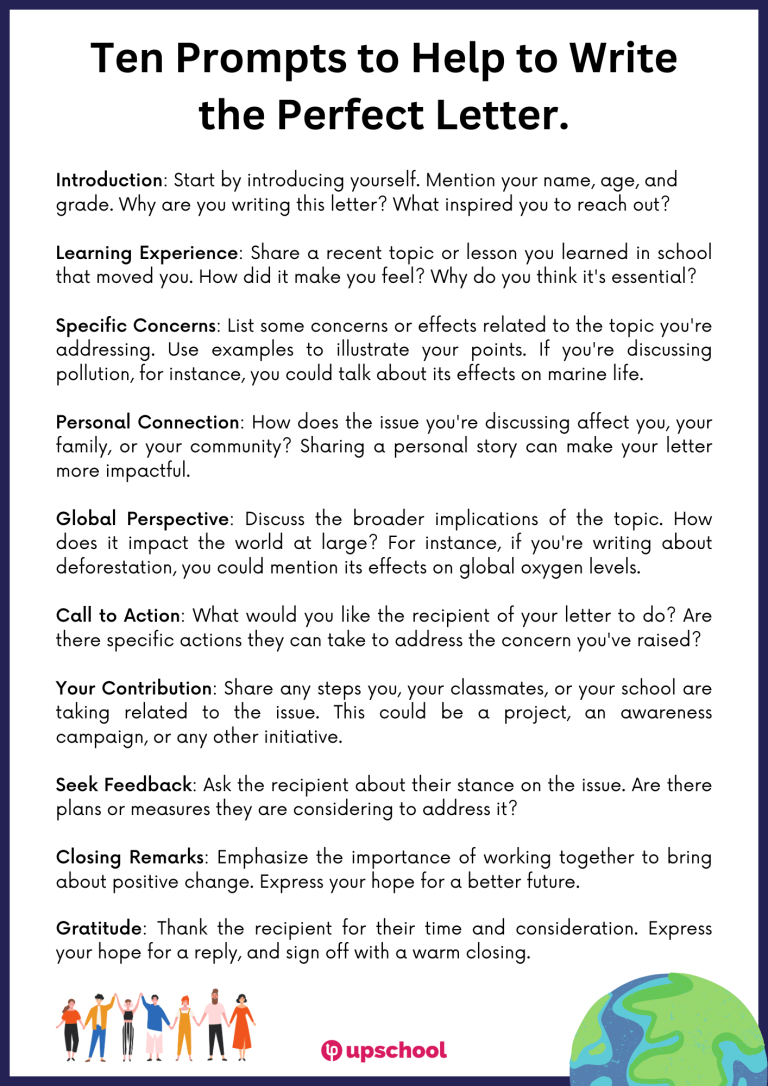 Ten Prompts to Help to Write
the Perfect Letter.
Introduction: Start by introducing yourself. Mention your name, age, and
grade. Why are you writing this letter? What inspired you to reach out?
Learning Experience: Share a recent topic or lesson you learned in school
that moved you. How did it make you feel? Why do you think it's essential?
Specific Concerns: List some concerns or effects related to the topic you're
addressing. Use examples to illustrate your points. If you're discussing
pollution, for instance, you could talk about its effects on marine life.
Personal Connection: How does the issue you're discussing affect you, your
family, or your community? Sharing a personal story can make your letter
more impactful.
Global Perspective: Discuss the broader implications of the topic. How
does it impact the world at large? For instance, if you're writing about
deforestation, you could mention its effects on global oxygen levels.
Call to Action: What would you like the recipient of your letter to do? Are
there specific actions they can take to address the concern you've raised?
Your Contribution: Share any steps you, your classmates, or your school are
taking related to the issue. This could be a project, an awareness
campaign, or any other initiative.
Seek Feedback: Ask the recipient about their stance on the issue. Are there
plans or measures they are considering to address it?
Closing Remarks: Emphasize the importance of working together to bring
about positive change. Express your hope for a better future.
Gratitude: Thank the recipient for their time and consideration. Express
your hope for a reply, and sign off with a warm closing.
upschool